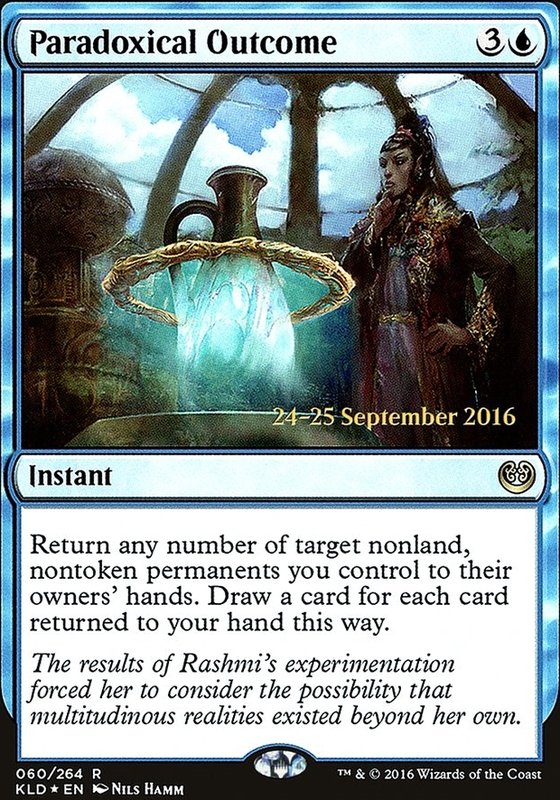 Paradoxical Outcome 3
24–25 September 2016
Instant
Return any number of target nonland,
nontoken permanents you control to their
owners' hands. Draw a card for each card
returned to your hand this way.
The results of Rashmi's experimentation
forced her to consider the possibility that
multitudinous realities existed beyond her own.
060/264 R
KLD ★ EN Nils Hamm
™ & © 2016 Wizards of the Coast